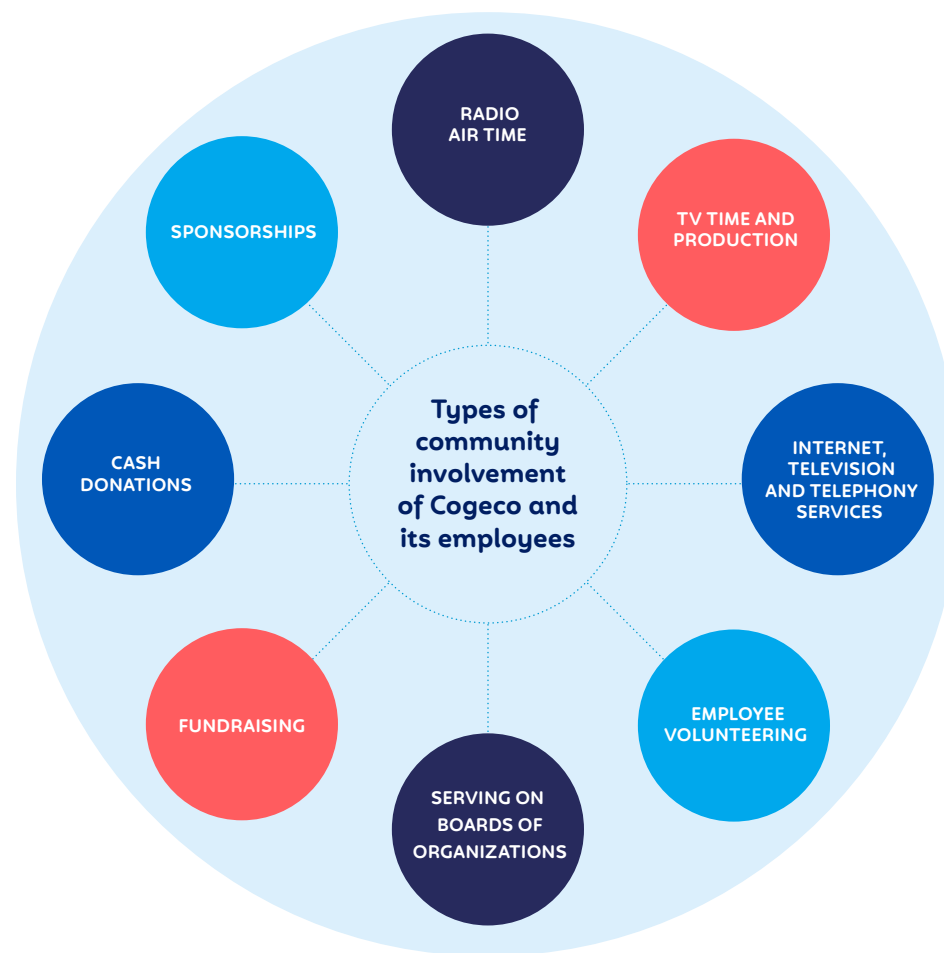 RADIO
AIR TIME
SPONSORSHIPS
TV TIME AND
PRODUCTION
Types of
community
involvement
of Cogeco and
its employees
CASH
DONATIONS
INTERNET,
TELEVISION
AND TELEPHONY
SERVICES
FUNDRAISING
EMPLOYEE
VOLUNTEERING
SERVING ON
BOARDS OF
ORGANIZATIONS